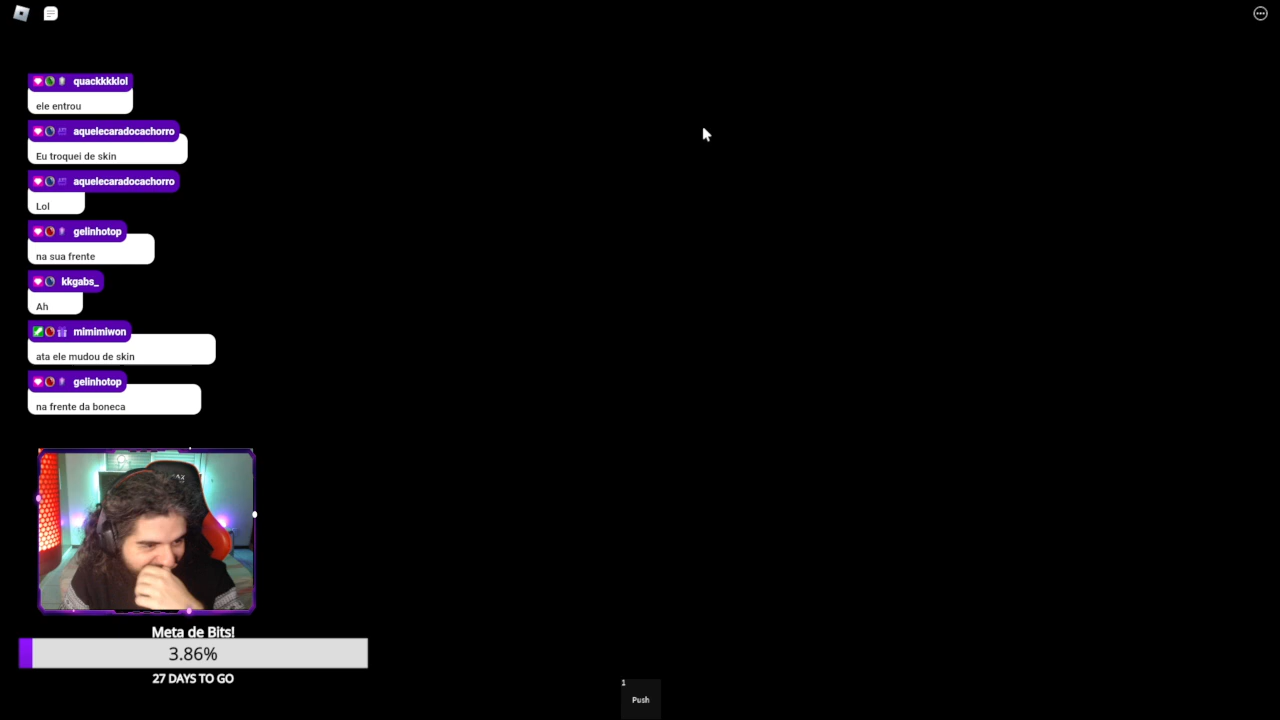 quackkkklol
ele entrou
aquelecaradocachorro
Eu troquei de skin
aquelecaradocachorro
Lol
gelinhotop
na sua frente
kkgabs_
Ah
mimimiwon
ata ele mudou de skin
gelinhotop
na frente da boneca
Meta de Bits!
3.86%
27 DAYS TO GO
1
Push